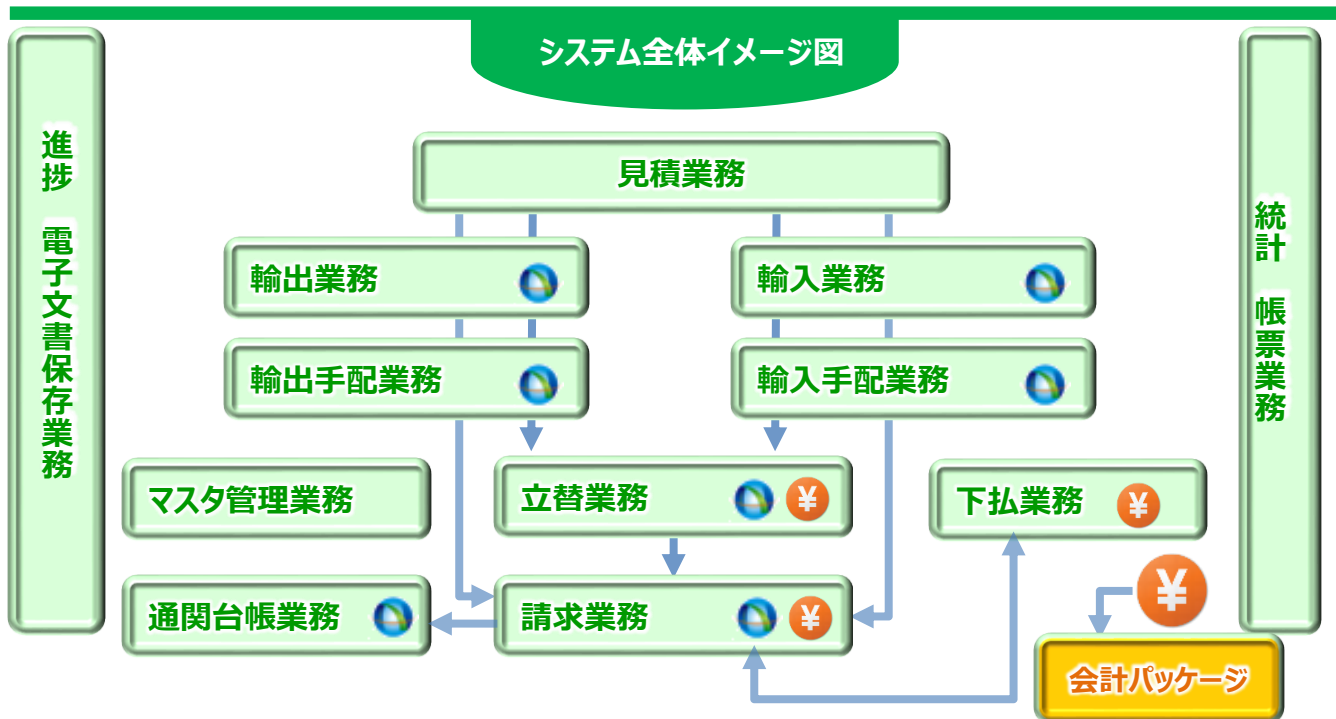 システム全体イメージ図
進捗 電子文書保存業務
見積業務
統計 帳票業務
輸出業務
輸入業務
輸出手配業務
輸入手配業務
マスタ管理業務
立替業務
¥
下払業務
¥
通関台帳業務
請求業務
¥
¥
会計パッケージ